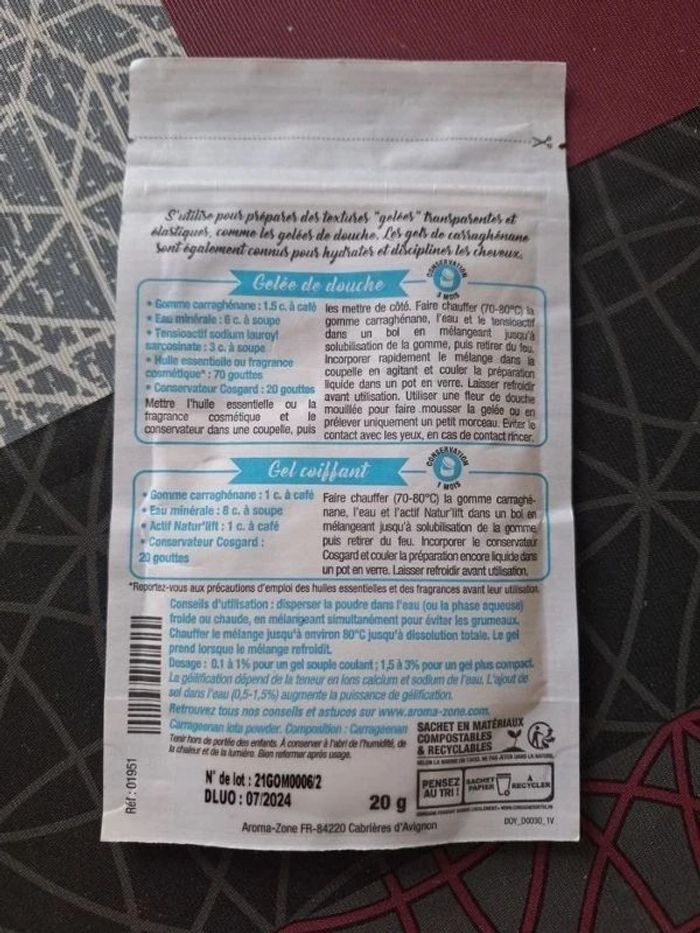 S'utilise pour préparer des textures "gelées" transparentes et
élastiques, comme les gelées de douche. Les gels de carraghénane
sont également connus pour hydrater et discipliner les cheveux.
Gelée de douche
CONSERVATION
3 MOIS
• Gomme carraghénane : 1.5 c. à café
• Eau minérale : 6 c. à soupe
• Tensioactif sodium lauroyl
sarcosinate : 3 c. à soupe
• Huile essentielle ou fragrance
cosmétique* : 70 gouttes
• Conservateur Cosgard : 20 gouttes
Mettre l'huile essentielle ou la
fragrance cosmétique et le
conservateur dans une coupelle, puis
les mettre de côté. Faire chauffer (70-80°C) la
gomme carraghénane, l'eau et le tensioactif
dans un bol en mélangeant jusqu'à
solubilisation de la gomme, puis retirer du feu.
Incorporer rapidement le mélange dans la
coupelle en agitant et couler la préparation
liquide dans un pot en verre. Laisser refroidir
avant utilisation. Utiliser une fleur de douche
mouillée pour faire mousser la gelée ou en
prélever uniquement un petit morceau. Eviter le
contact avec les yeux, en cas de contact rincer.
Gel coiffant
CONSERVATION
1 MOIS
• Gomme carraghénane : 1 c. à café
• Eau minérale : 8 c. à soupe
• Actif Natur'lift : 1 c. à café
• Conservateur Cosgard :
20 gouttes
Faire chauffer (70-80°C) la gomme carraghé-
nane, l'eau et l'actif Natur'lift dans un bol en
mélangeant jusqu'à solubilisation de la gomme,
puis retirer du feu. Incorporer le conservateur
Cosgard et couler la préparation encore liquide dans
un pot en verre. Laisser refroidir avant utilisation.
*Reportez-vous aux précautions d'emploi des huiles essentielles et des fragrances avant leur utilisation.
Conseils d'utilisation : disperser la poudre dans l'eau (ou la phase aqueuse)
froide ou chaude, en mélangeant simultanément pour éviter les grumeaux.
Chauffer le mélange jusqu'à environ 80°C jusqu'à dissolution totale. Le gel
prend lorsque le mélange refroidit.
Dosage : 0.1 à 1% pour un gel souple coulant ; 1,5 à 3% pour un gel plus compact.
La gélification dépend de la teneur en ions calcium et sodium de l'eau. L'ajout de
sel dans l'eau (0,5-1,5%) augmente la puissance de gélification.
Retrouvez tous nos conseils et astuces sur www.aroma-zone.com.
Carrageenan iota powder. Composition : Carrageenan
Tenir hors de portée des enfants. A conserver à l'abri de l'humidité, de
la chaleur et de la lumière. Bien refermer après usage.
SACHET EN MATÉRIAUX
COMPOSTABLES
& RECYCLABLES
PENSEZ
AU TRI !
SACHET
PAPIER
À
RECYCLER
Réf : 01951
N° de lot : 21GOM0006/2
DLUO : 07/2024
20 g
Aroma-Zone FR-84220 Cabrières d'Avignon
DOY_D0030_1V